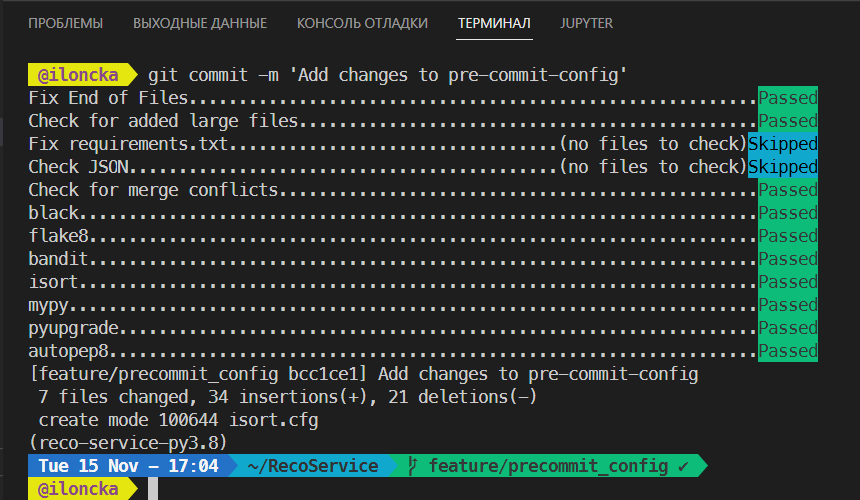 ПРОБЛЕМЫ ВЫХОДНЫЕ ДАННЫЕ КОНСОЛЬ ОТЛАДКИ ТЕРМИНАЛ JUPYTER
@iloncka git commit -m 'Add changes to pre-commit-config'
Fix End of Files.........................................................Passed
Check for added large files..............................................Passed
Fix requirements.txt.................................(no files to check)Skipped
Check JSON...........................................(no files to check)Skipped
Check for merge conflicts................................................Passed
black....................................................................Passed
flake8...................................................................Passed
bandit...................................................................Passed
isort....................................................................Passed
mypy.....................................................................Passed
pyupgrade................................................................Passed
autopep8.................................................................Passed
[feature/precommit_config bcc1ce1] Add changes to pre-commit-config
7 files changed, 34 insertions(+), 21 deletions(-)
create mode 100644 isort.cfg
(reco-service-py3.8)
Tue 15 Nov – 17:04 ~/RecoService feature/precommit_config ✔
@iloncka